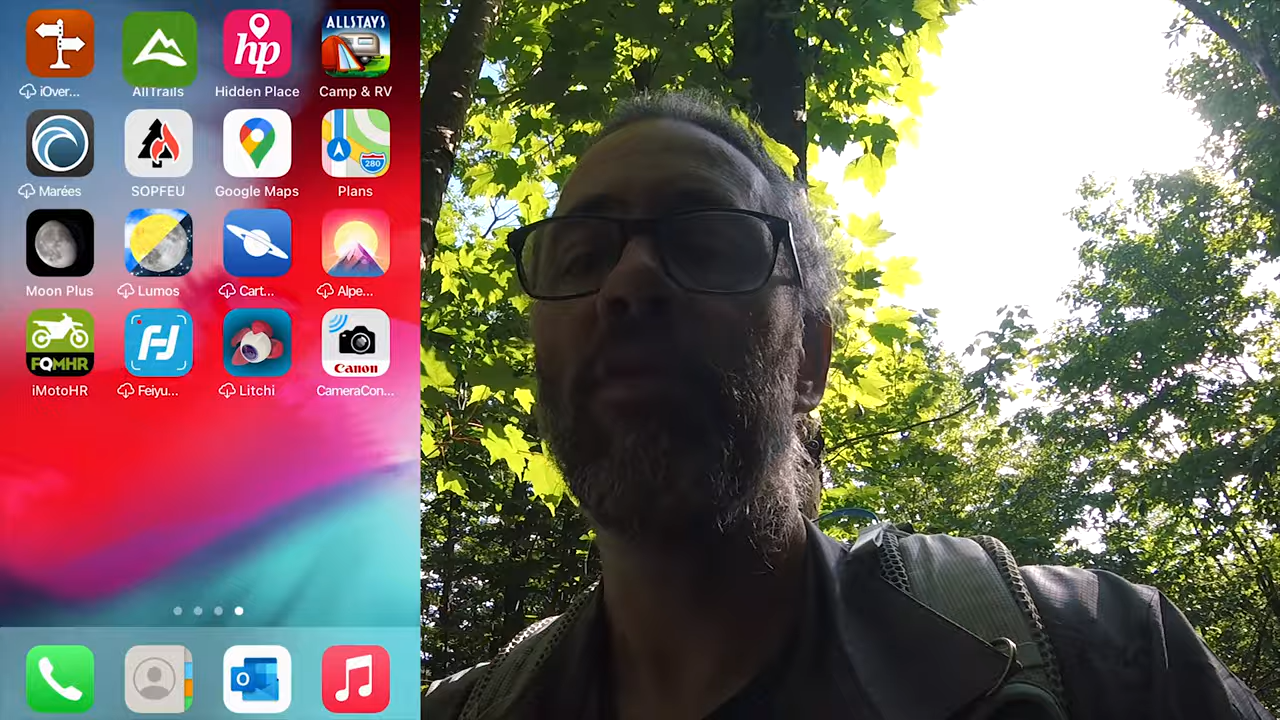 hp
ALLSTAYS
iOver...
AllTrails
Hidden Place
Camp & RV
280
Marées
SOPFEU
Google Maps
Plans
Moon Plus
Lumos
Cart...
Alpe...
FQMHR
Canon
iMotoHR
Feiyu...
Litchi
CameraCon...
O